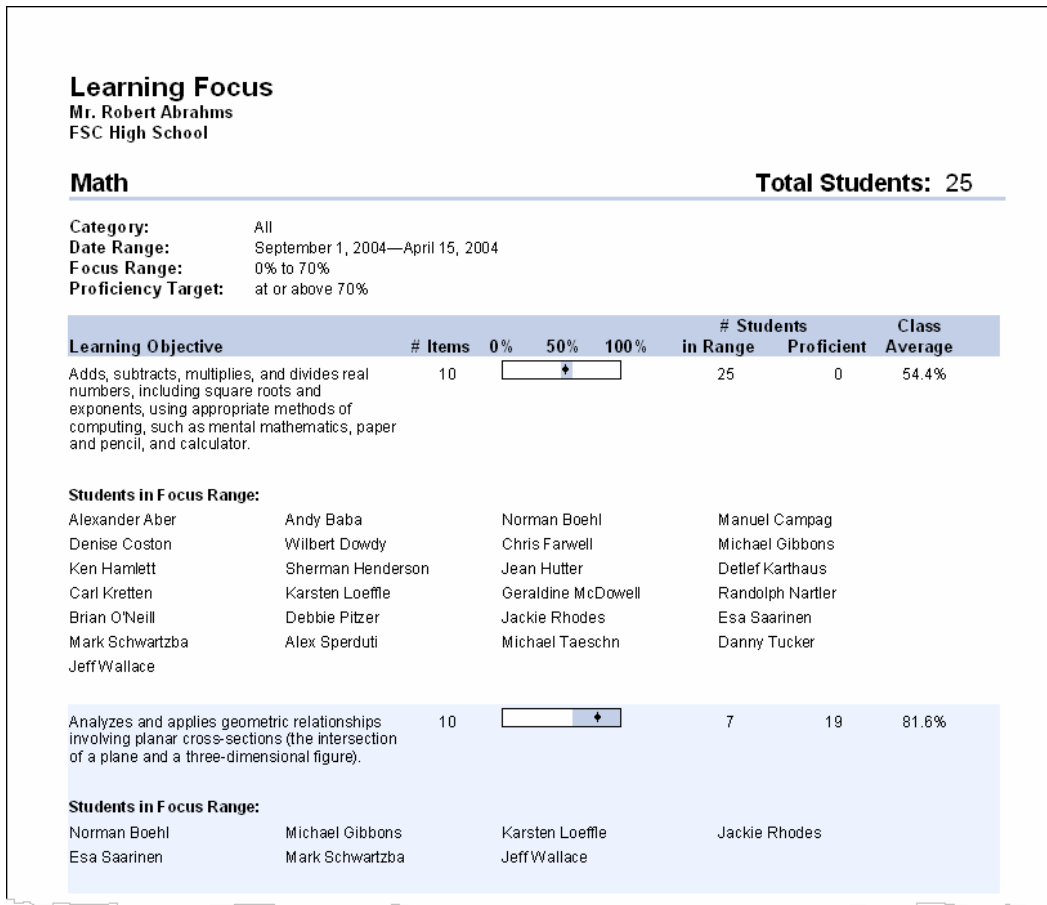 Learning Focus
Mr. Robert Abrahms
FSC High School
Math Total Students: 25
Category: All
Date Range: September 1, 2004—April 15, 2004
Focus Range: 0% to 70%
Proficiency Target: at or above 70%
# Students Class
Learning Objective # Items 0% 50% 100% in Range Proficient Average
Adds, subtracts, multiplies, and divides real 10 25 0 54.4%
numbers, including square roots and
exponents, using appropriate methods of
computing, such as mental mathematics, paper
and pencil, and calculator.
Students in Focus Range:
Alexander Aber Andy Baba Norman Boehl Manuel Campag
Denise Coston Wilbert Dowdy Chris Farwell Michael Gibbons
Ken Hamlett Sherman Henderson Jean Hutter Detlef Karthaus
Carl Kretten Karsten Loeffle Geraldine McDowell Randolph Nartler
Brian O'Neill Debbie Pitzer Jackie Rhodes Esa Saarinen
Mark Schwartzba Alex Sperduti Michael Taeschn Danny Tucker
Jeff Wallace
Analyzes and applies geometric relationships 10 7 19 81.6%
involving planar cross-sections (the intersection
of a plane and a three-dimensional figure).
Students in Focus Range:
Norman Boehl Michael Gibbons Karsten Loeffle Jackie Rhodes
Esa Saarinen Mark Schwartzba Jeff Wallace